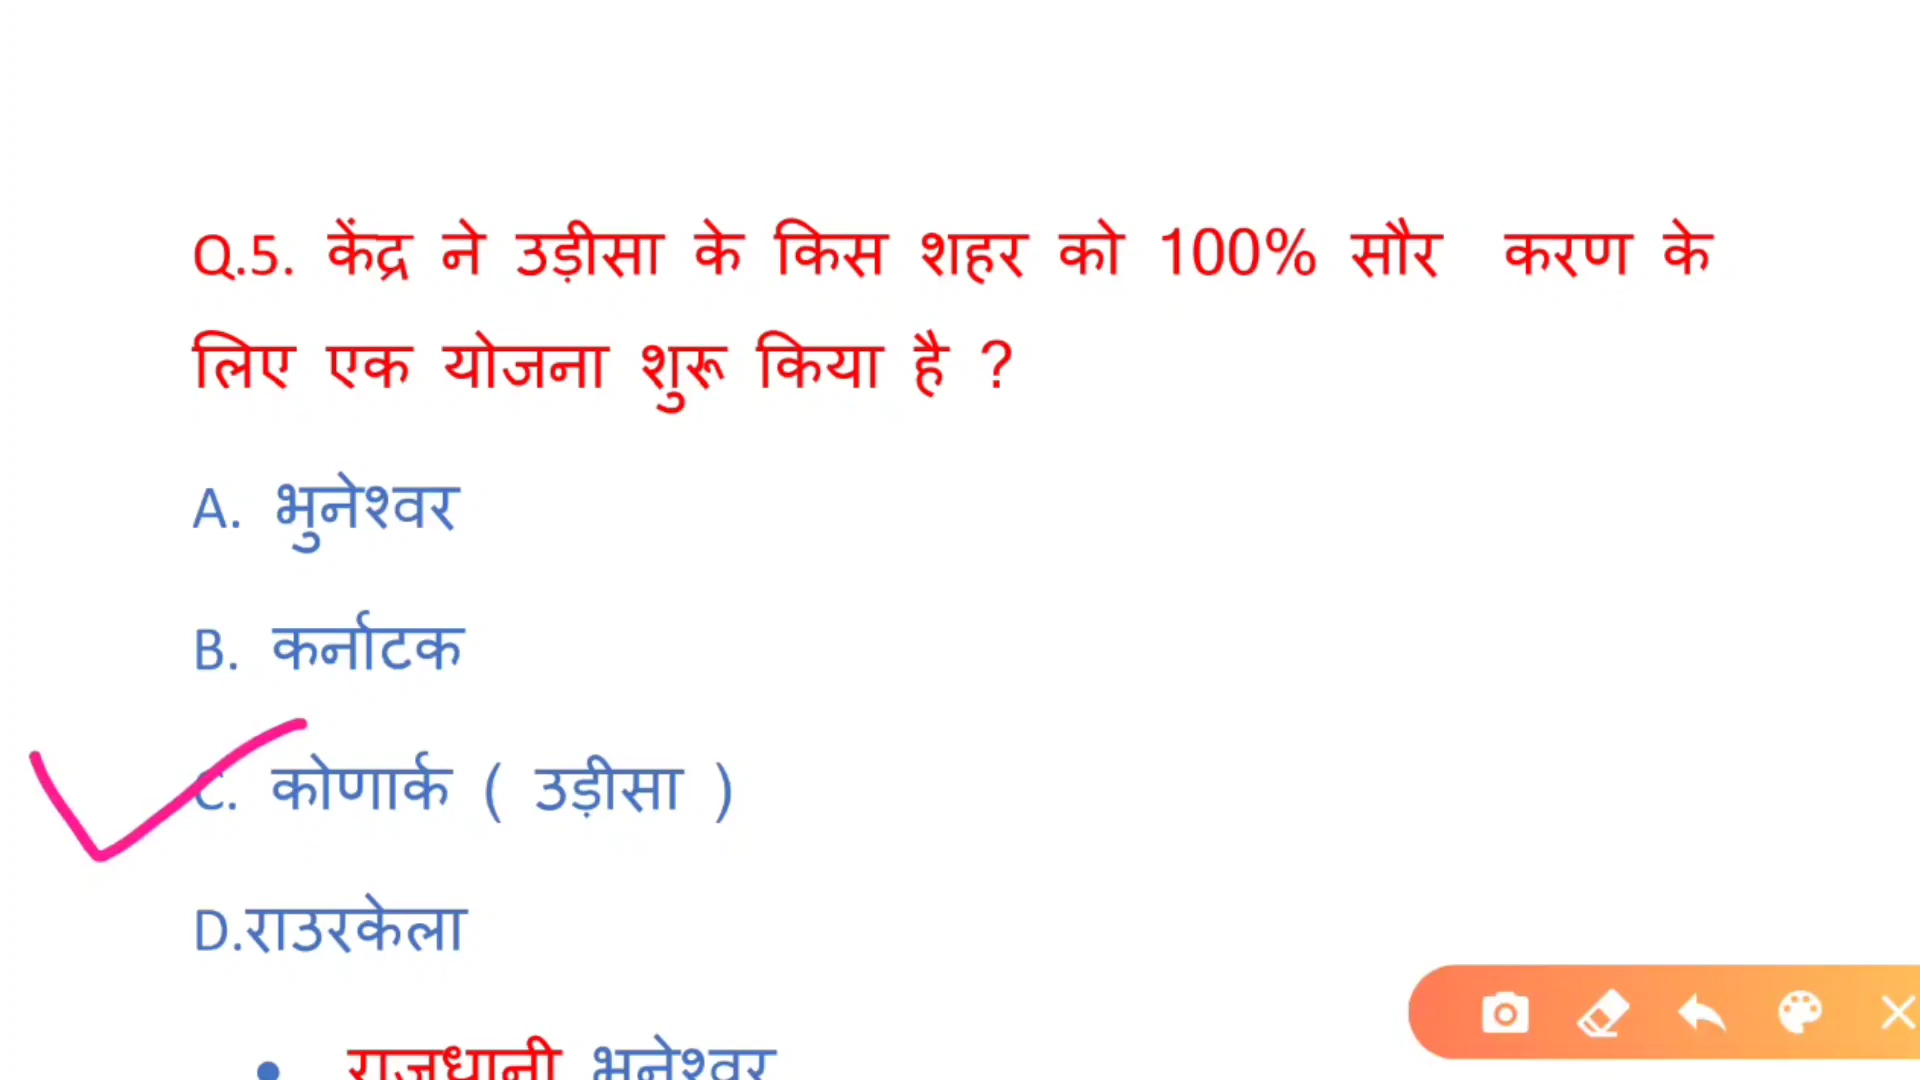 Q.5. केंद्र ने उड़ीसा के किस शहर को 100% सौर करण के
लिए एक योजना शुरू किया है ?
A. भुनेश्वर
B. कर्नाटक
C. कोणार्क ( उड़ीसा )
D.राउरकेला
• राजधानी भुनेश्वर